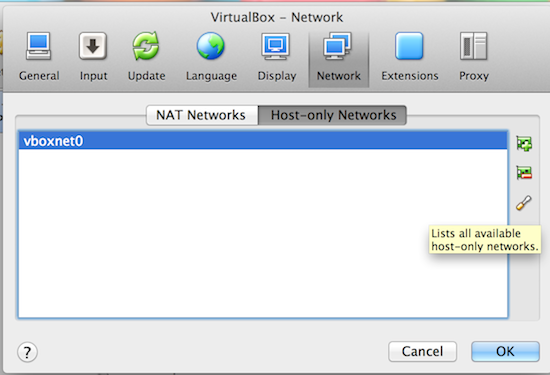 VirtualBox - Network
General Input Update Language Display Network Extensions Proxy
NAT Networks Host-only Networks
vboxnet0
Lists all available
host-only networks.
? Cancel OK